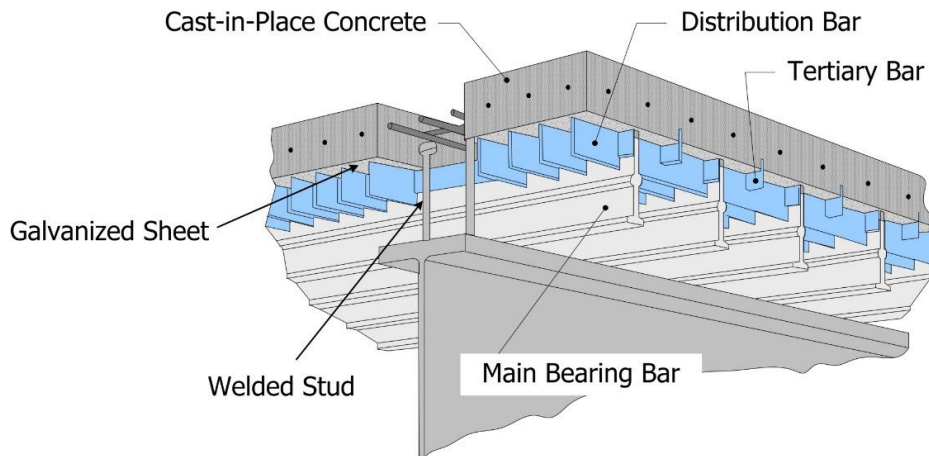 Cast-in-Place Concrete
Distribution Bar
Tertiary Bar
Galvanized Sheet
Welded Stud
Main Bearing Bar